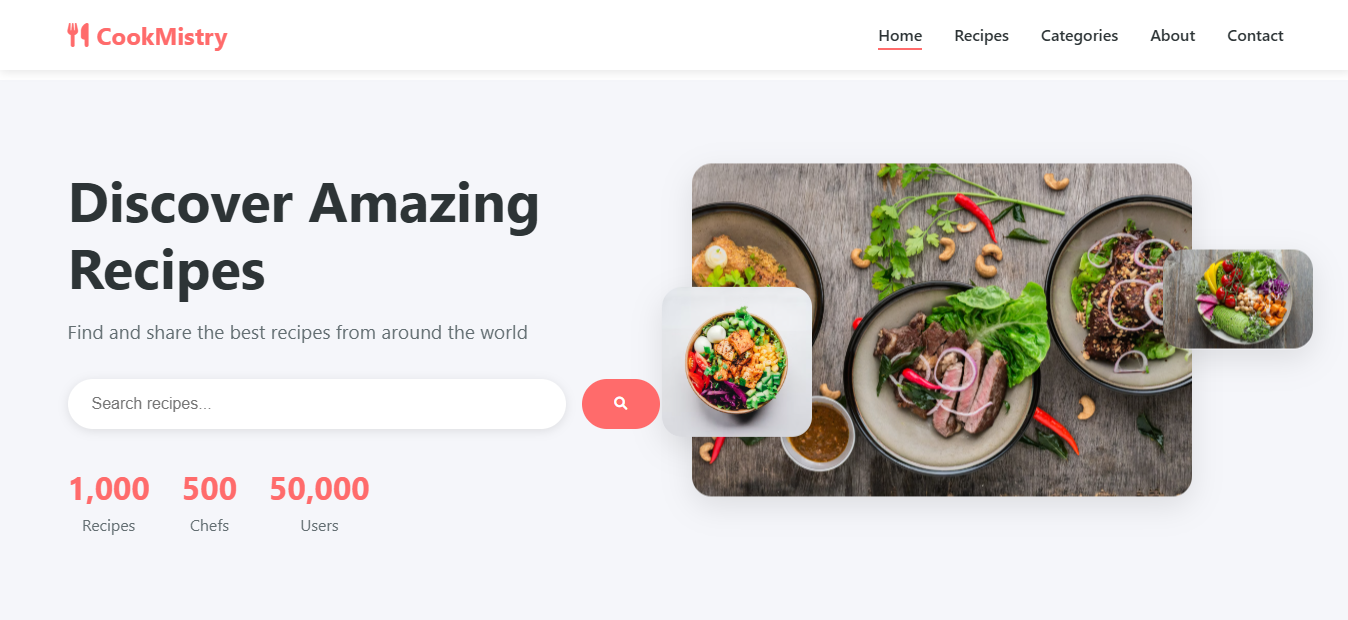 CookMistry
Home Recipes Categories About Contact
Discover Amazing
Recipes
Find and share the best recipes from around the world
Search recipes...
1,000 500 50,000
Recipes Chefs Users